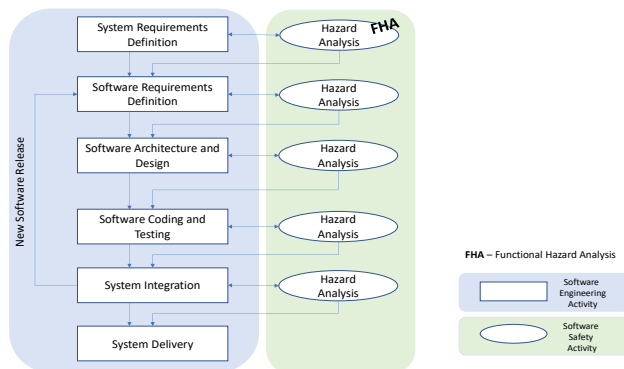 System Requirements
Definition
Hazard
Analysis
FHA
Software Requirements
Definition
Hazard
Analysis
Software Architecture and
Design
Hazard
Analysis
Software Coding and
Testing
Hazard
Analysis
System Integration
Hazard
Analysis
System Delivery
New Software Release
FHA – Functional Hazard Analysis
Software
Engineering
Activity
Software
Safety
Activity